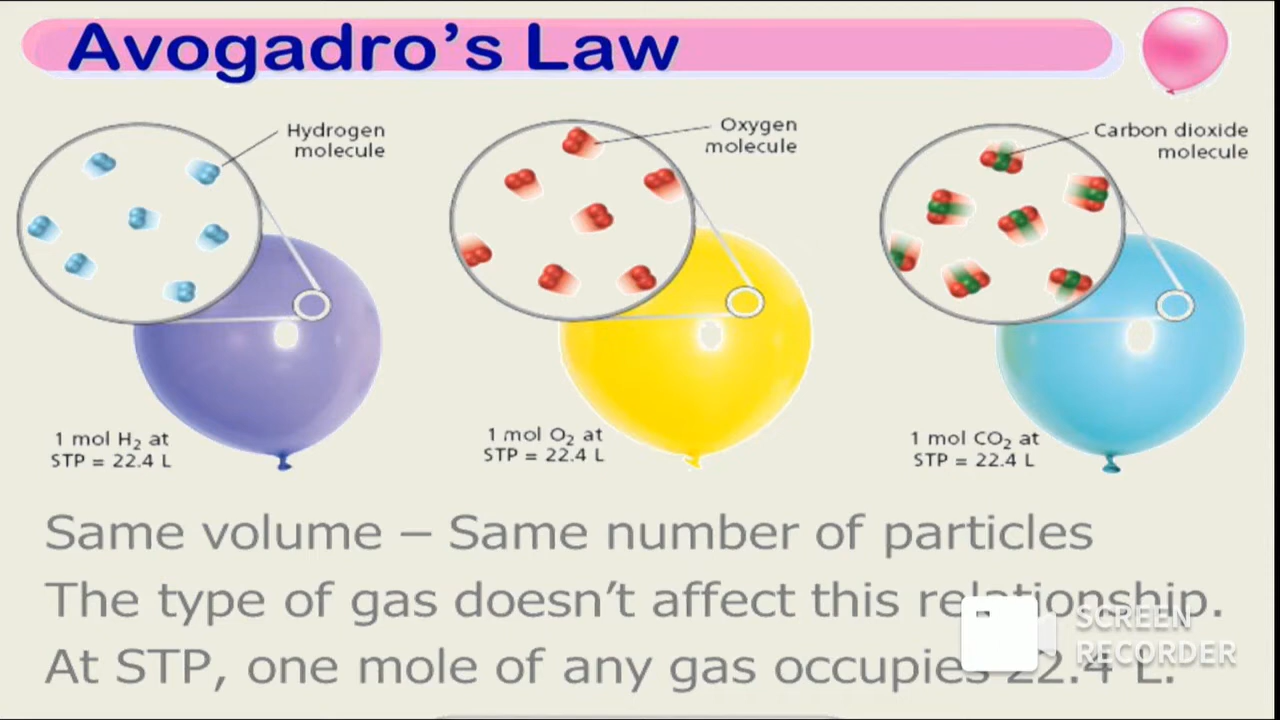 Avogadro's Law
Hydrogen
molecule
Oxygen
molecule
Carbon dioxide
molecule
1 mol H₂ at
STP = 22.4 L
1 mol O₂ at
STP = 22.4 L
1 mol CO₂ at
STP = 22.4 L
Same volume – Same number of particles
The type of gas doesn't affect this relationship.
At STP, one mole of any gas occupies 22.4 L.
SCREEN
RECORDER